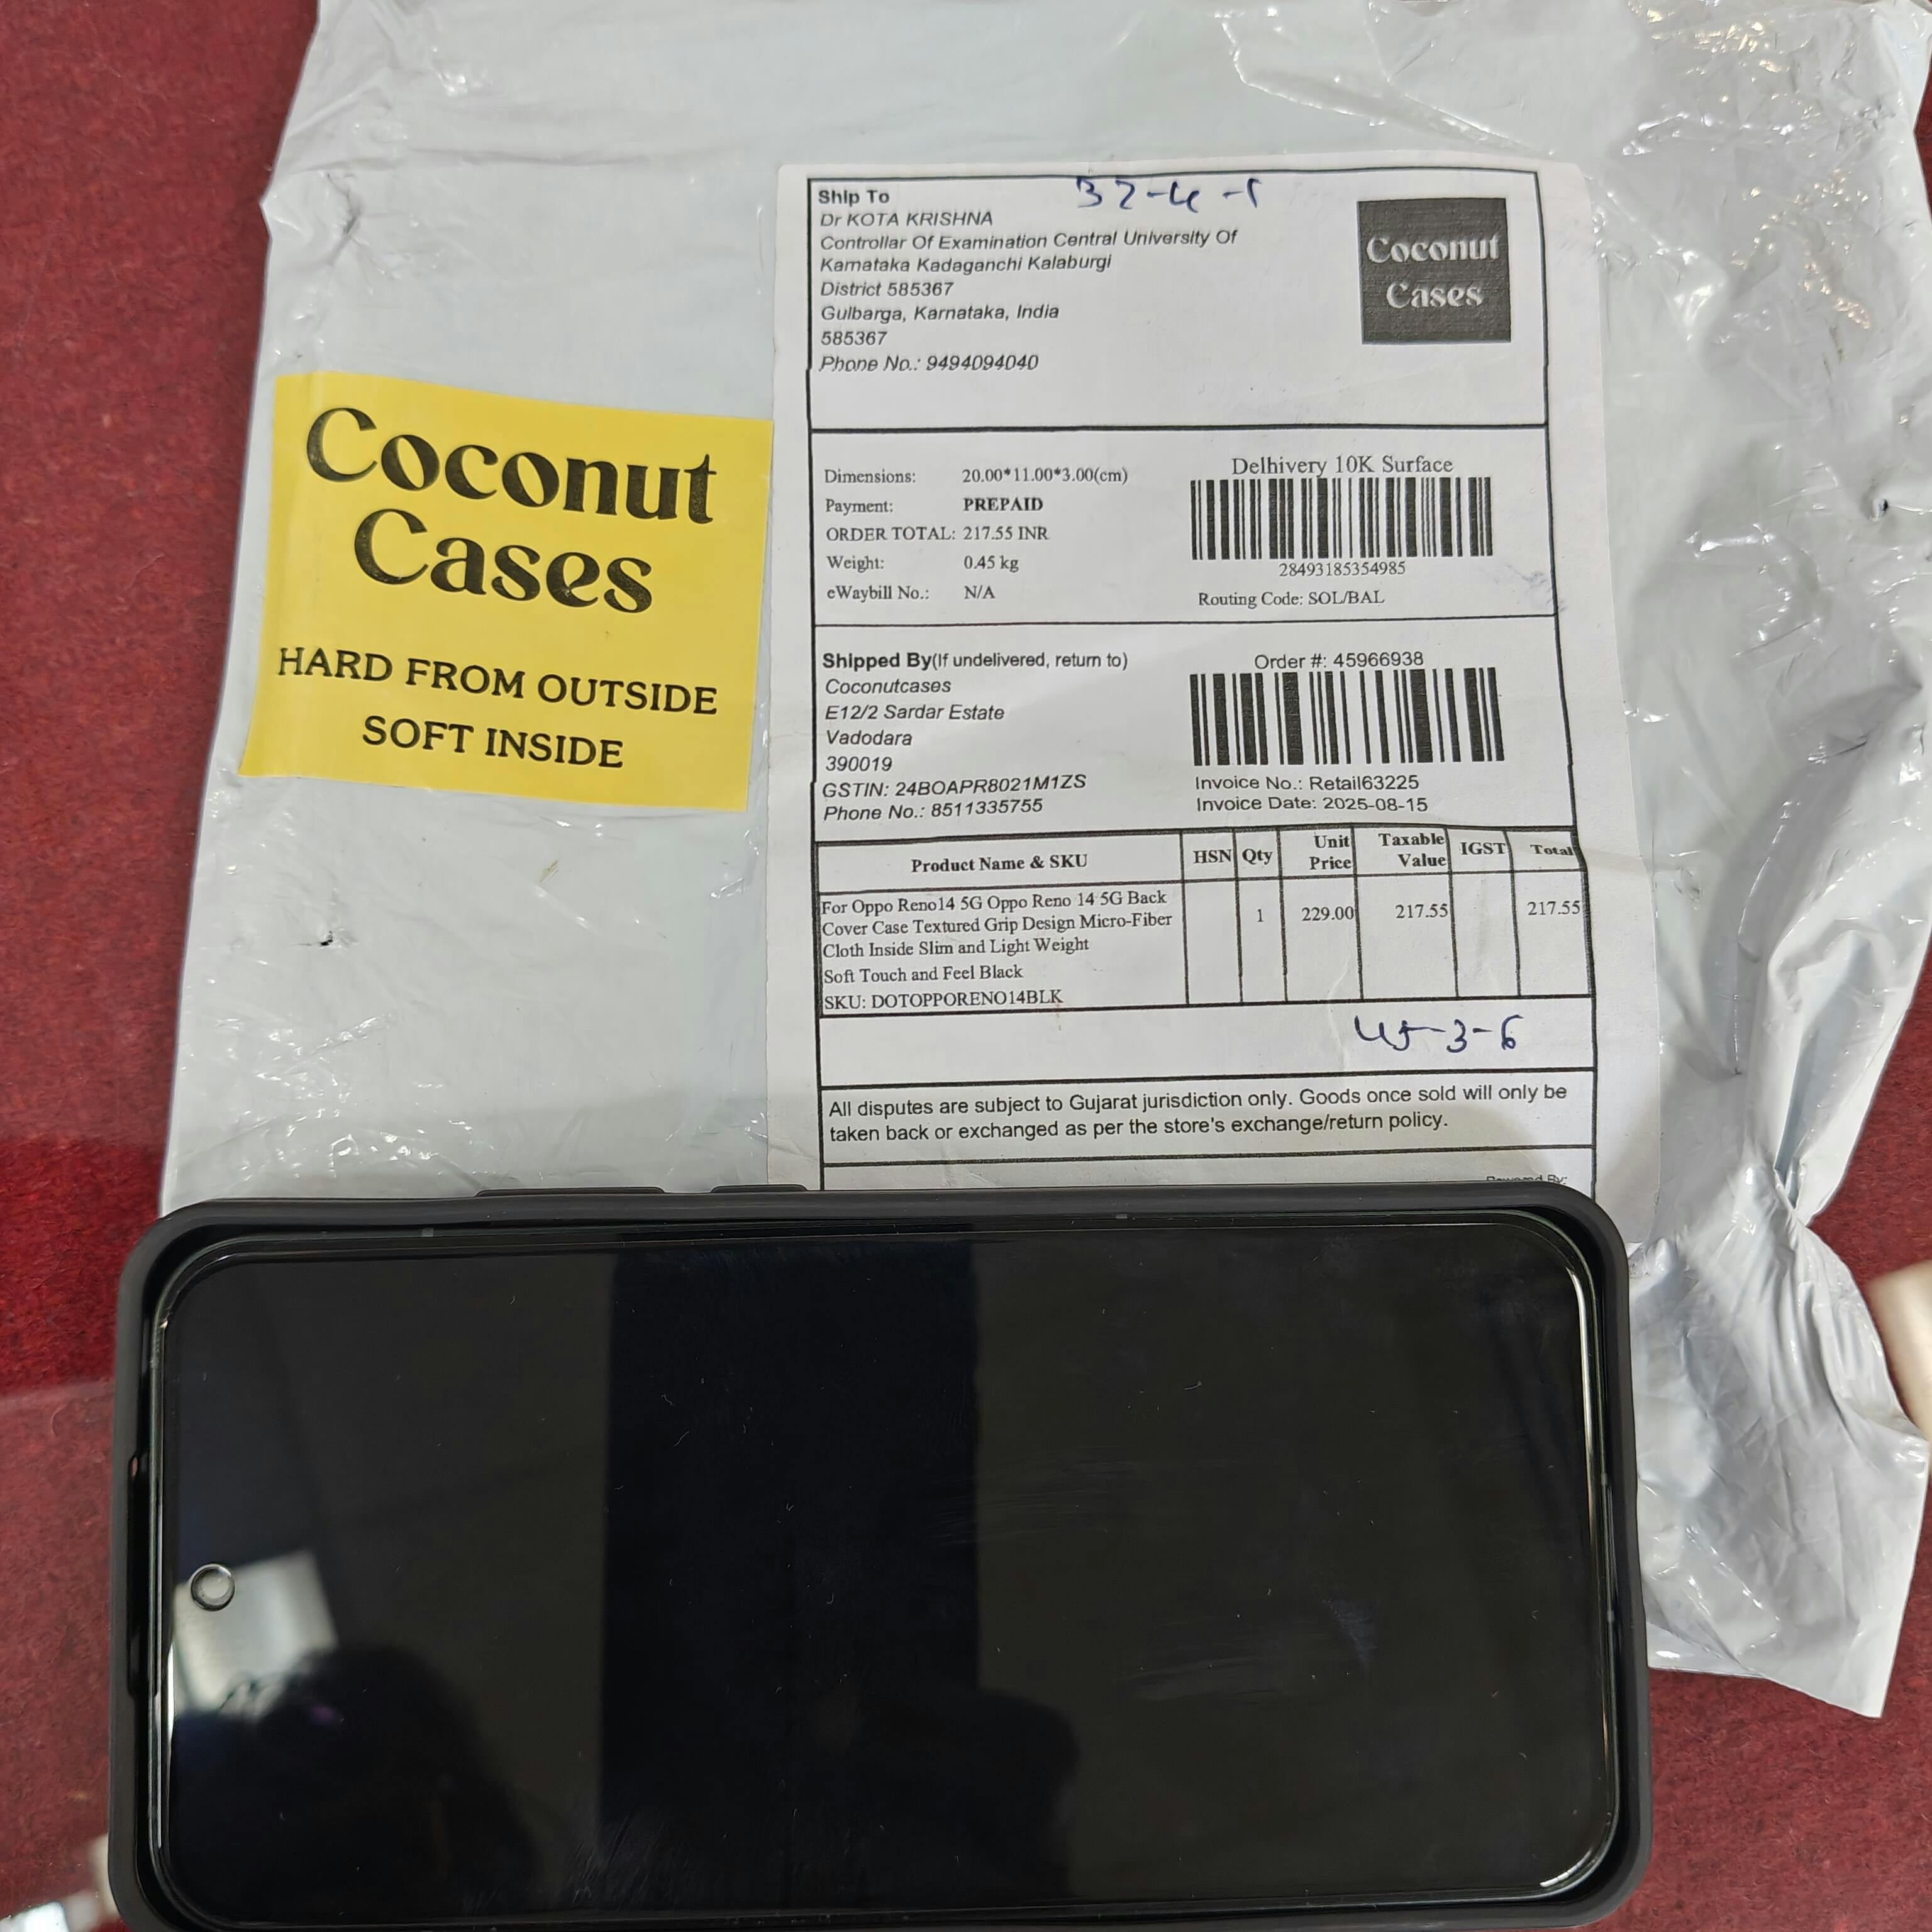 Coconut
Cases
HARD FROM OUTSIDE
SOFT INSIDE
Ship To
Dr KOTA KRISHNA
Controllar Of Examination Central University Of
Karnataka Kadaganchi Kalaburgi
District 585367
Gulbarga, Karnataka, India
585367
Phone No.: 9494094040
Coconut
Cases
Dimensions: 20.00*11.00*3.00(cm)
Payment: PREPAID
ORDER TOTAL: 217.55 INR
Weight: 0.45 kg
eWaybill No.: N/A
Delhivery 10K Surface
28493185354985
Routing Code: SOL/BAL
Shipped By(If undelivered, return to)
Coconutcases
E12/2 Sardar Estate
Vadodara
390019
GSTIN: 24BOAPR8021M1ZS
Phone No.: 8511335755
Order #: 45966938
Invoice No.: Retail63225
Invoice Date: 2025-08-15
Product Name & SKU HSN Qty Unit Price Taxable Value IGST Total
For Oppo Reno14 5G Oppo Reno 14 5G Back
Cover Case Textured Grip Design Micro-Fiber
Cloth Inside Slim and Light Weight
Soft Touch and Feel Black
SKU: DOTOPPORENO14BLK
1 229.00 217.55 217.55
45-3-6
All disputes are subject to Gujarat jurisdiction only. Goods once sold will only be
taken back or exchanged as per the store's exchange/return policy.
Powered By: